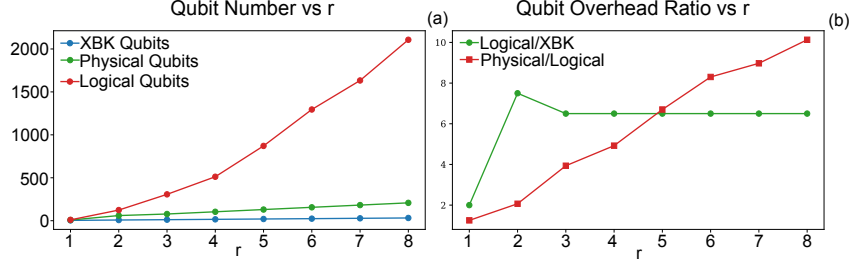 Qubit Number vs r
(a)
XBK Qubits
Physical Qubits
Logical Qubits
2000
1500
1000
500
0
1 2 3 4 5 6 7 8
r
Qubit Overhead Ratio vs r
(b)
Logical/XBK
Physical/Logical
10
8
6
4
2
1 2 3 4 5 6 7 8
r